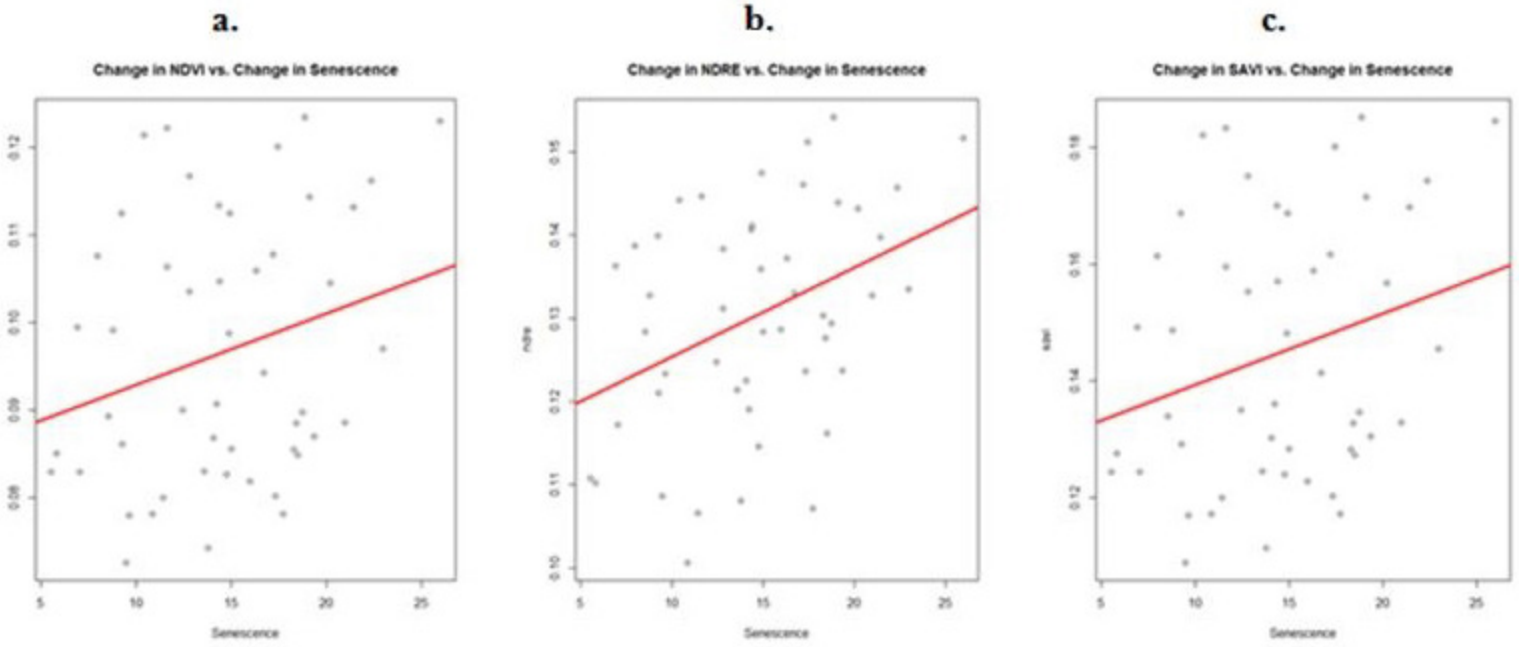 a.
Change in NDVI vs. Change in Senescence
0.12
0.11
0.10
0.09
0.08
5 10 15 20 25
Senescence
b.
Change in NDRE vs. Change in Senescence
ndre
0.15
0.14
0.13
0.12
0.11
0.10
5 10 15 20 25
Senescence
c.
Change in SAVI vs. Change in Senescence
savi
0.18
0.16
0.14
0.12
5 10 15 20 25
Senescence